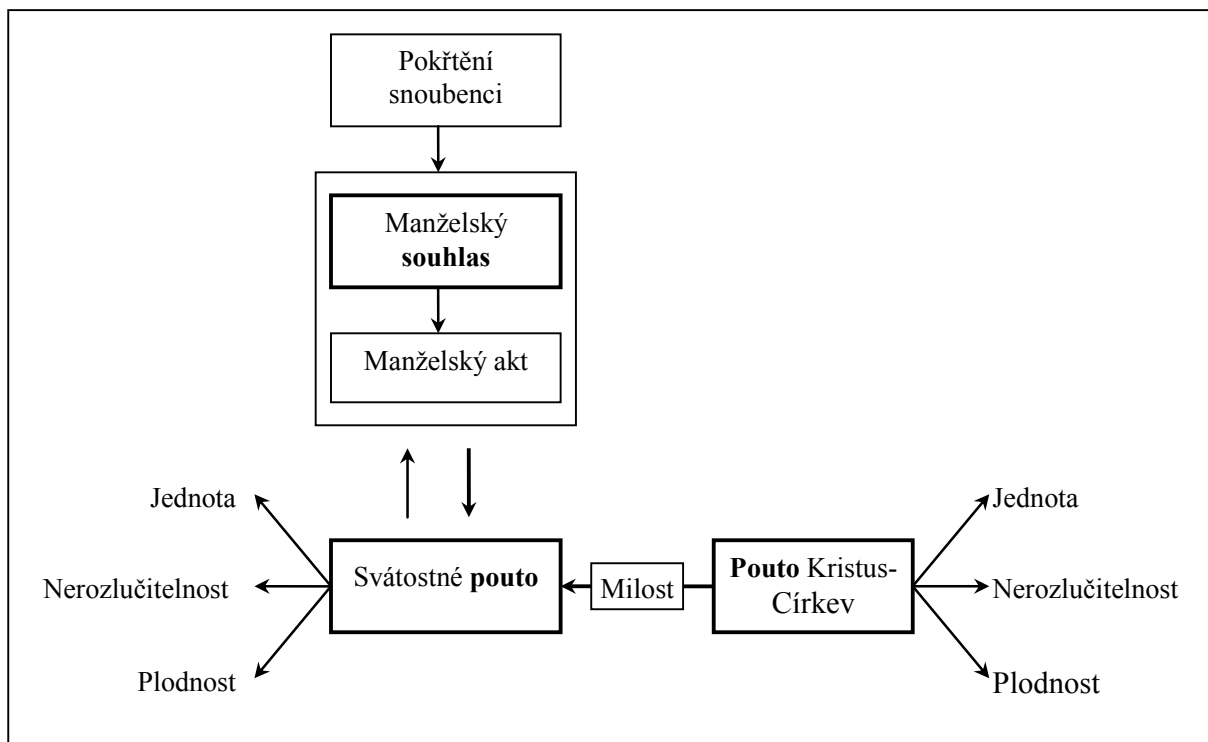 Pokřtění
snoubenci
Manželský
souhlas
Manželský akt
Jednota
Nerozlučitelnost
Plodnost
Svátostné pouto
Milost
Pouto Kristus-
Církev
Jednota
Nerozlučitelnost
Plodnost